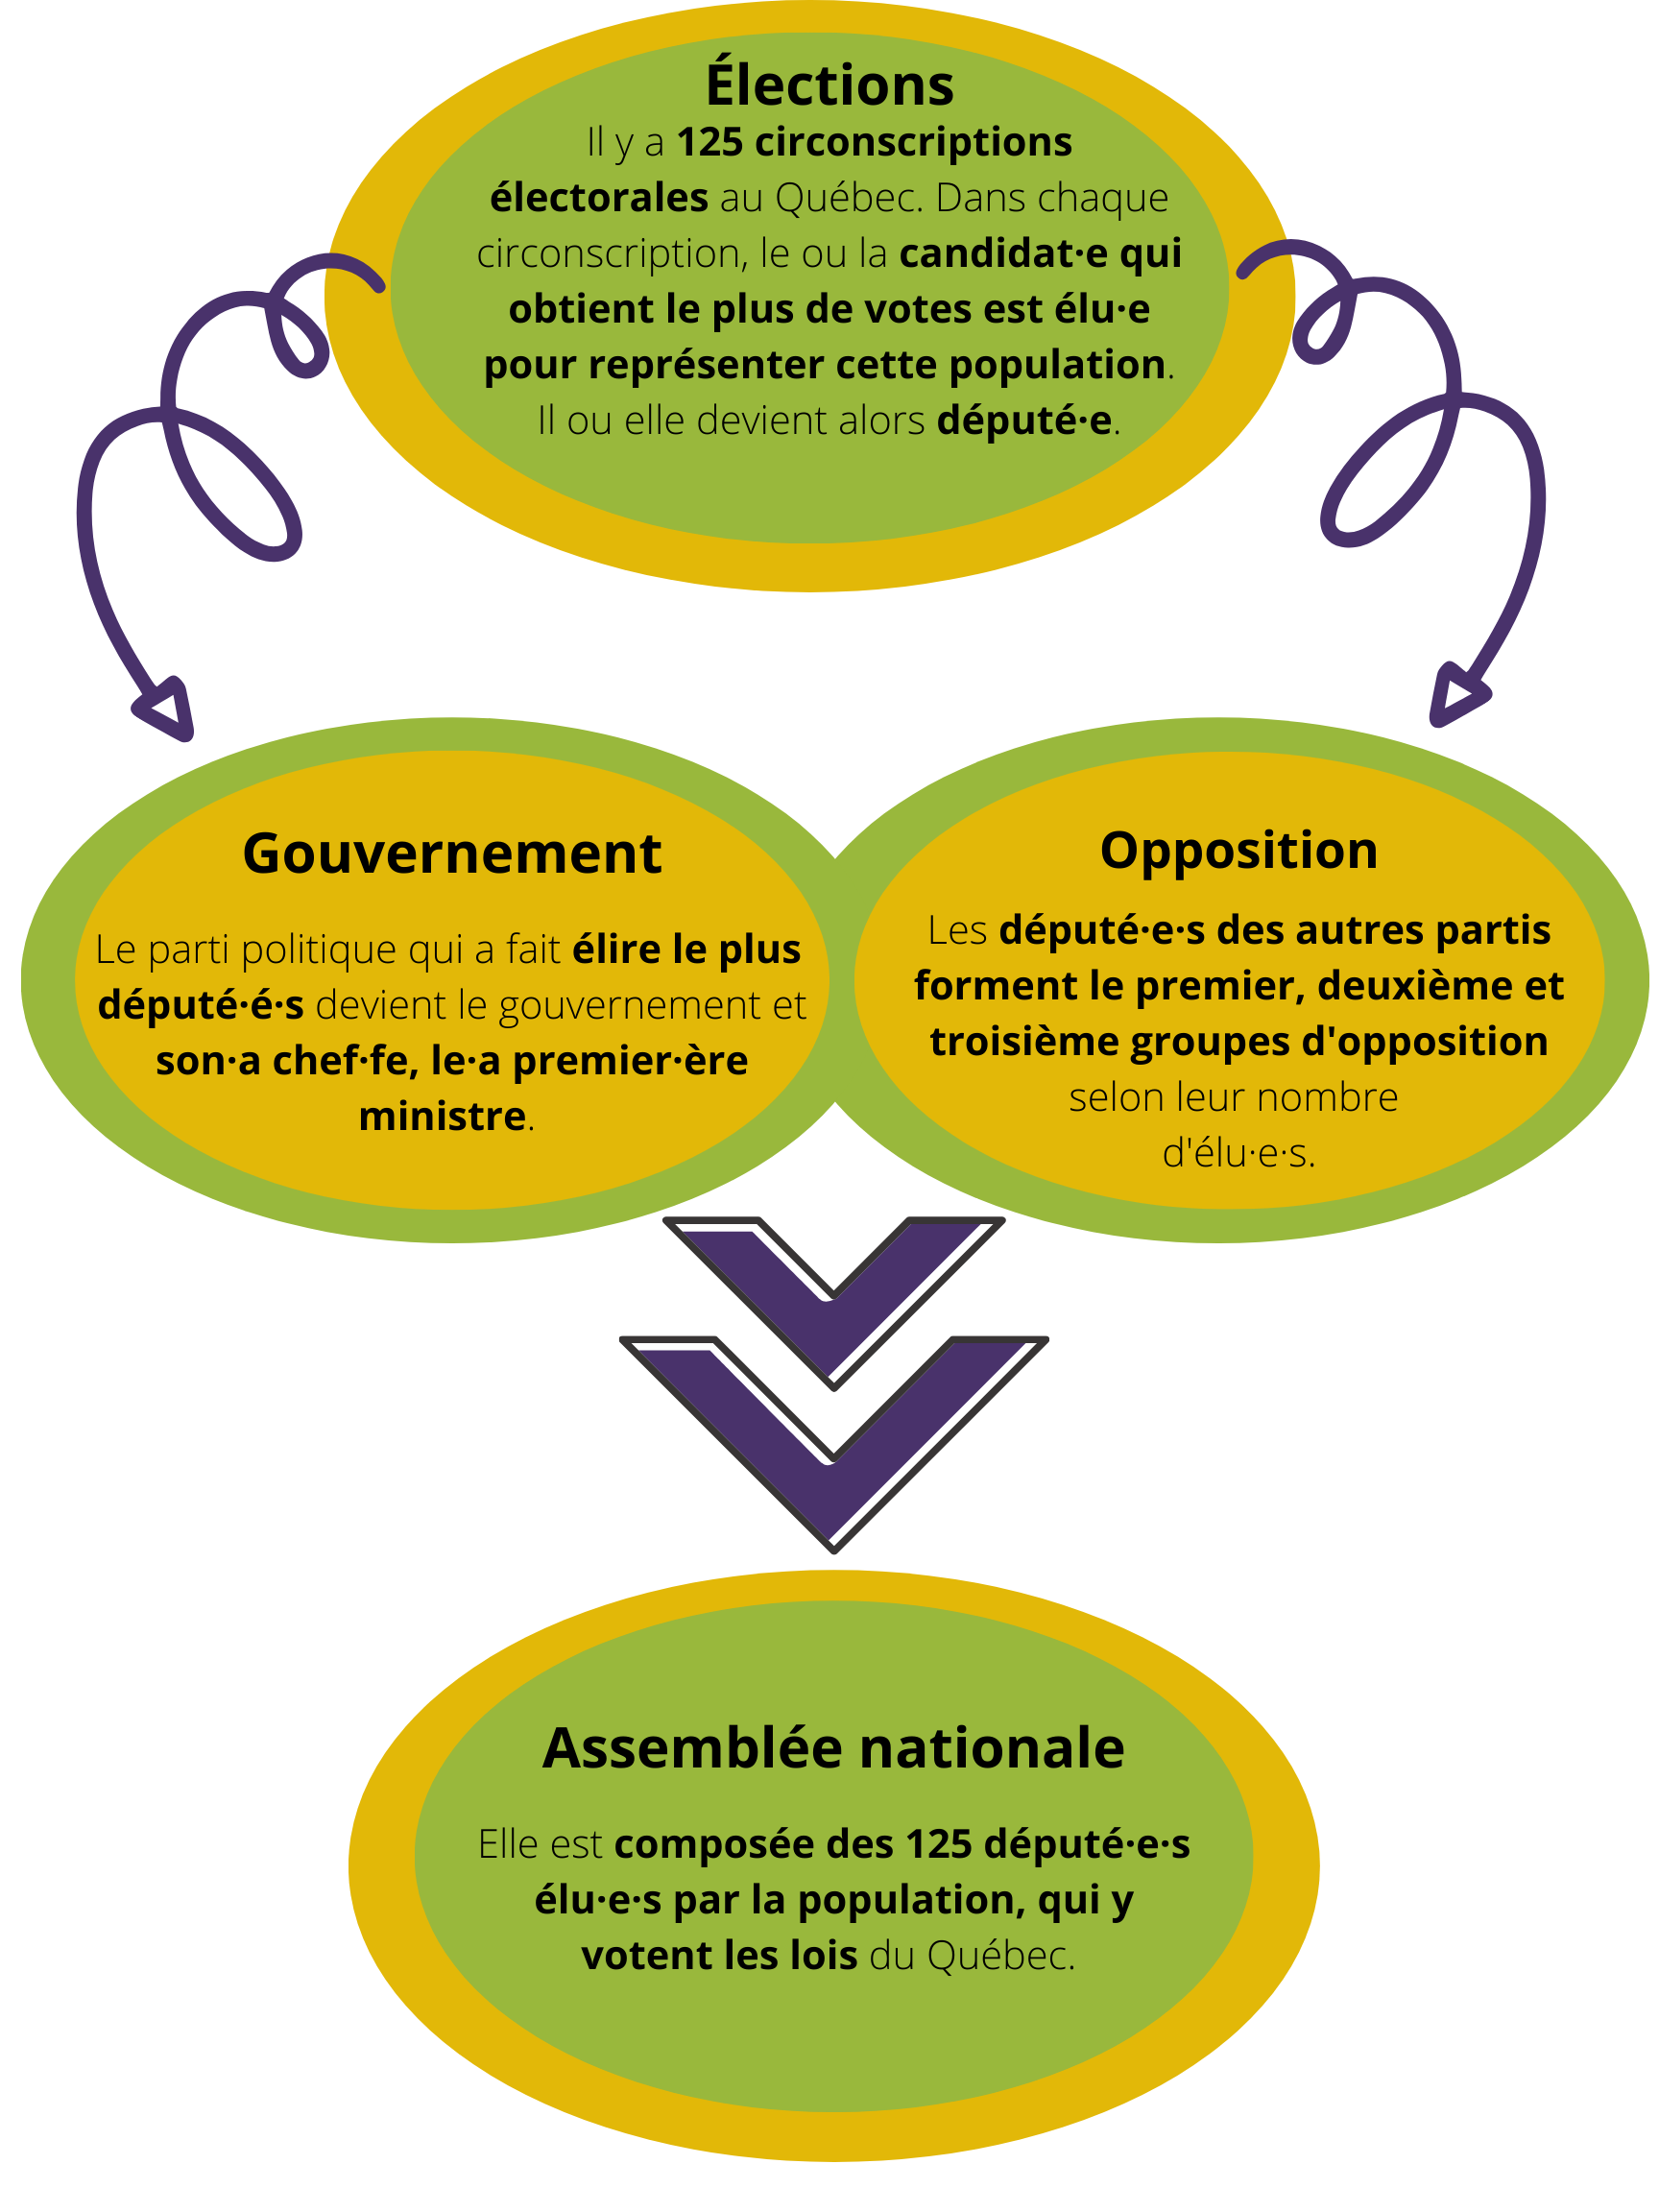 Élections
Il y a 125 circonscriptions
électorales au Québec. Dans chaque
circonscription, le ou la candidat·e qui
obtient le plus de votes est élu·e
pour représenter cette population.
Il ou elle devient alors député·e.
Gouvernement
Le parti politique qui a fait élire le plus
député·é·s devient le gouvernement et
son·a chef·fe, le·a premier·ère
ministre.
Opposition
Les député·e·s des autres partis
forment le premier, deuxième et
troisième groupes d'opposition
selon leur nombre
d'élu·e·s.
Assemblée nationale
Elle est composée des 125 député·e·s
élu·e·s par la population, qui y
votent les lois du Québec.